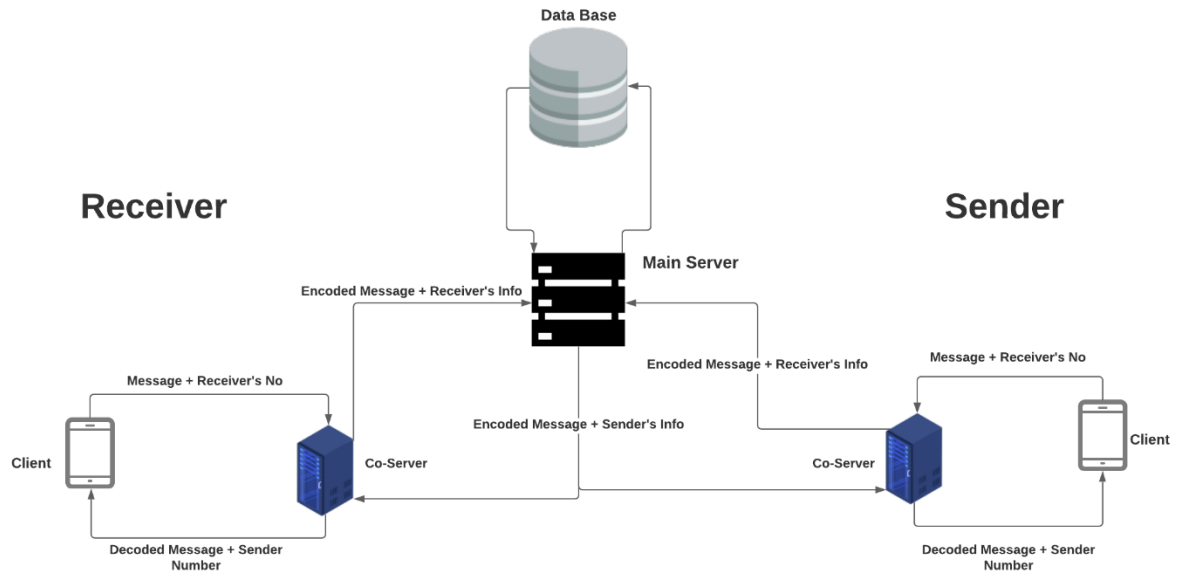 Data Base
Receiver
Sender
Main Server
Encoded Message + Receiver's Info
Encoded Message + Receiver's Info
Message + Receiver's No
Message + Receiver's No
Encoded Message + Sender's Info
Client
Co-Server
Co-Server
Client
Decoded Message + Sender
Number
Decoded Message + Sender
Number